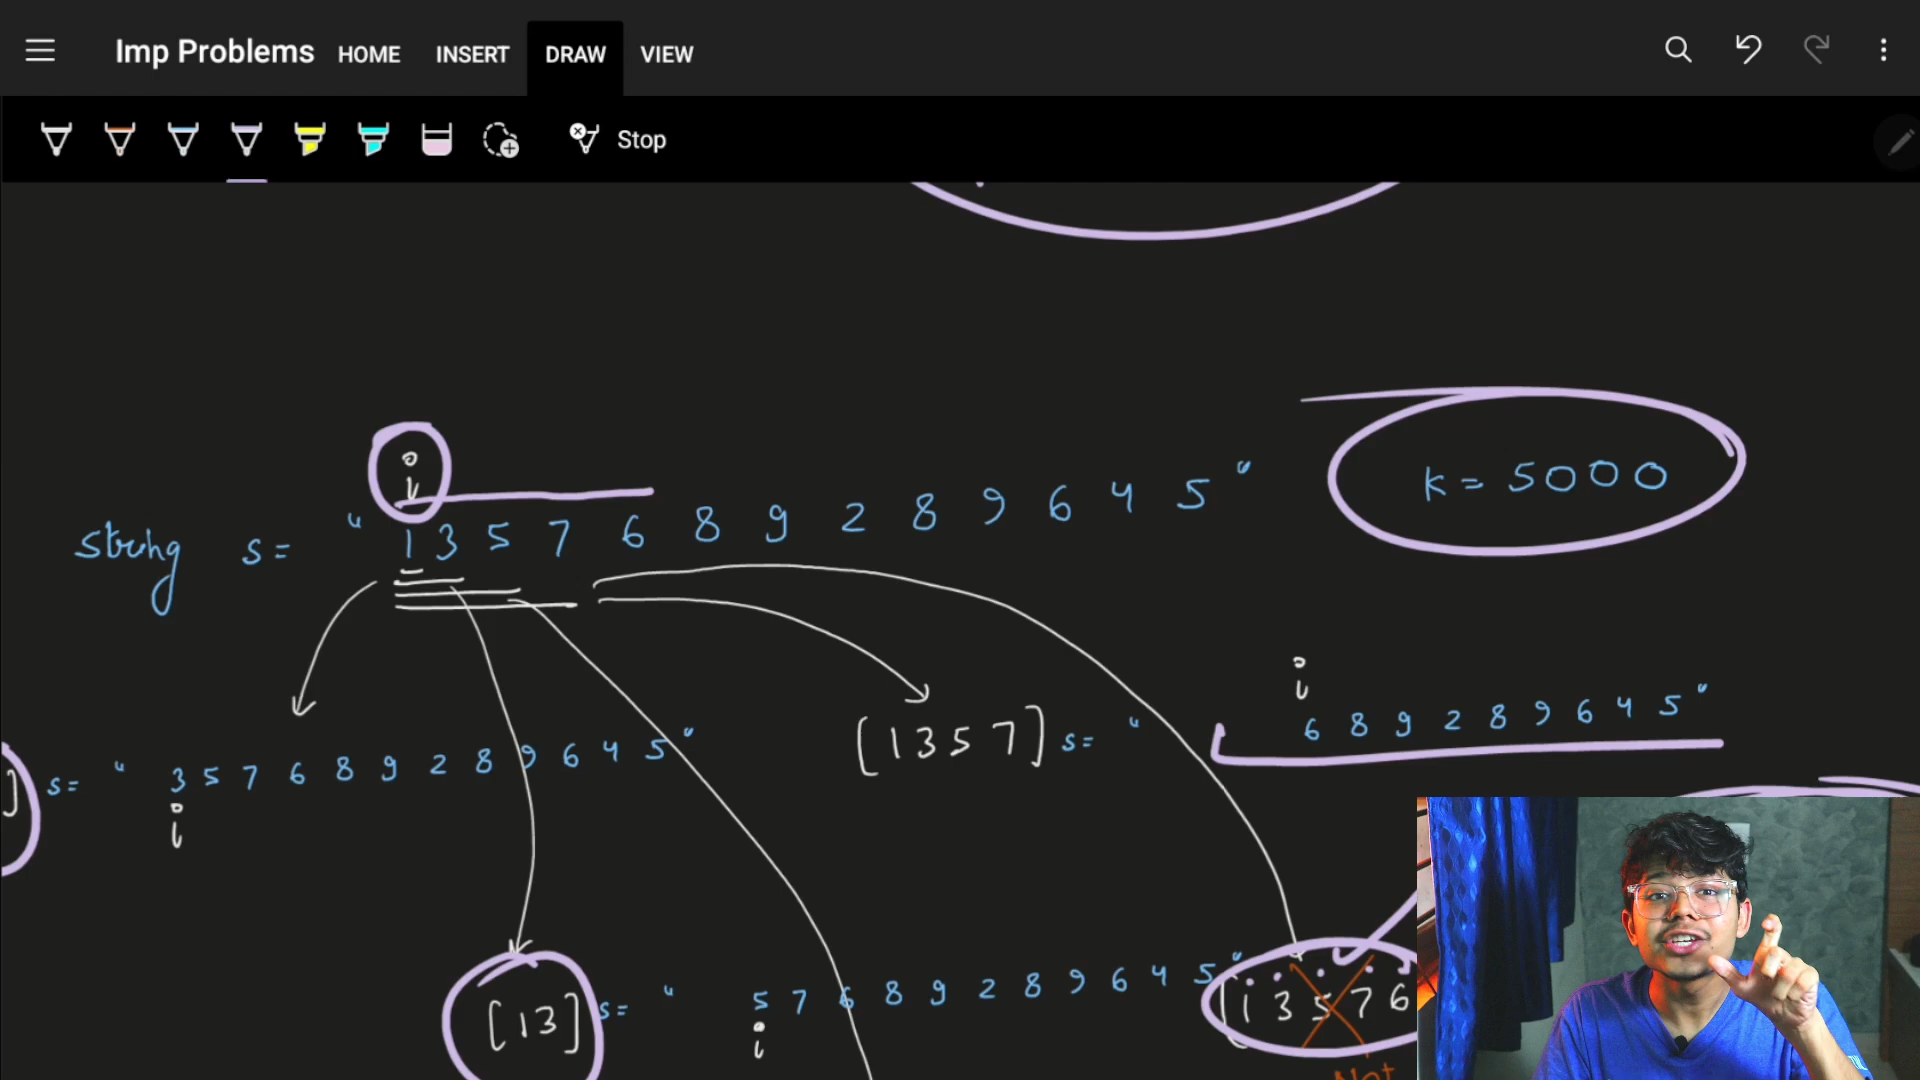 Imp Problems HOME INSERT DRAW VIEW
Stop
i
string s = " 1 3 5 7 6 8 9 2 8 9 6 4 5 " k = 5000
i
] s = " 3 5 7 6 8 9 2 8 9 6 4 5 "
i
[1 3 5 7] s = " 6 8 9 2 8 9 6 4 5 "
[13] s = " 5 7 6 8 9 2 8 9 6 4 5 "
i
[1 3 5 7 6
Not